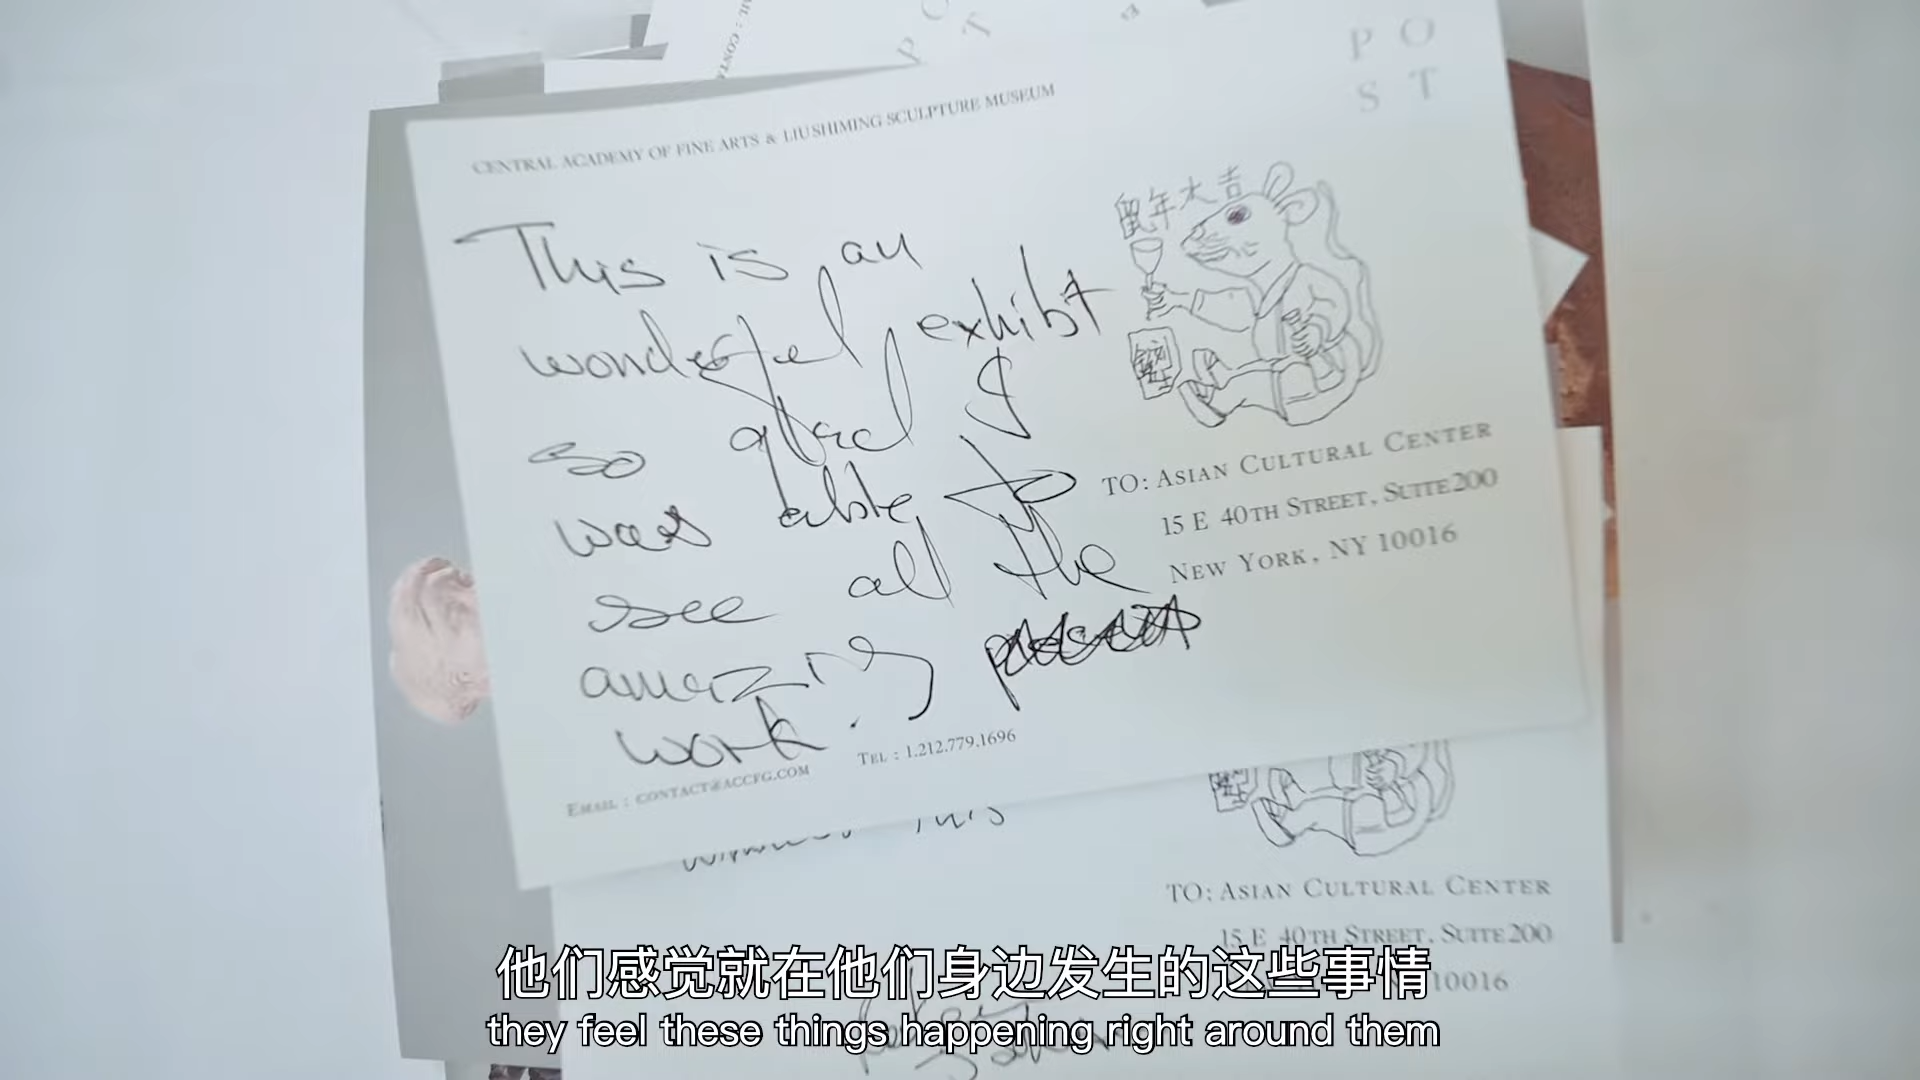 P O
S T
CENTRAL ACADEMY OF FINE ARTS & LIU SHIMING SCULPTURE MUSEUM
年大吉
This is an
wonderful exhibit
so glad I
was able to
see all the
amazing
work.
TO: ASIAN CULTURAL CENTER
15 E 40TH STREET, SUITE 200
NEW YORK, NY 10016
EMAIL : CONTACT@ACCFG.COM
TEL : 1.212.779.1696
This
TO: ASIAN CULTURAL CENTER
15 E 40TH STREET, SUITE 200
10016
他们感觉就在他们身边发生的这些事情
they feel these things happening right around them